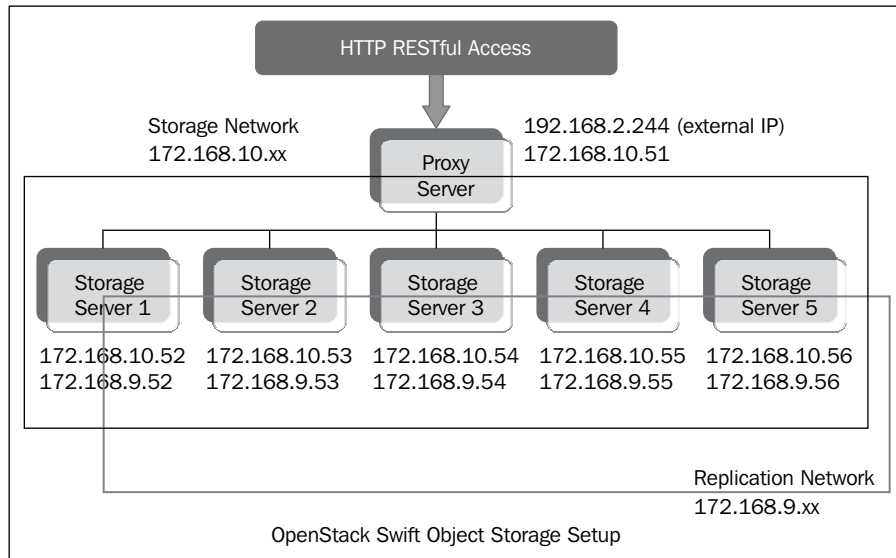 HTTP RESTful Access
Storage Network
172.168.10.xx
192.168.2.244 (external IP)
172.168.10.51
Proxy
Server
Storage
Server 1
Storage
Server 2
Storage
Server 3
Storage
Server 4
Storage
Server 5
172.168.10.52
172.168.9.52
172.168.10.53
172.168.9.53
172.168.10.54
172.168.9.54
172.168.10.55
172.168.9.55
172.168.10.56
172.168.9.56
Replication Network
172.168.9.xx
OpenStack Swift Object Storage Setup